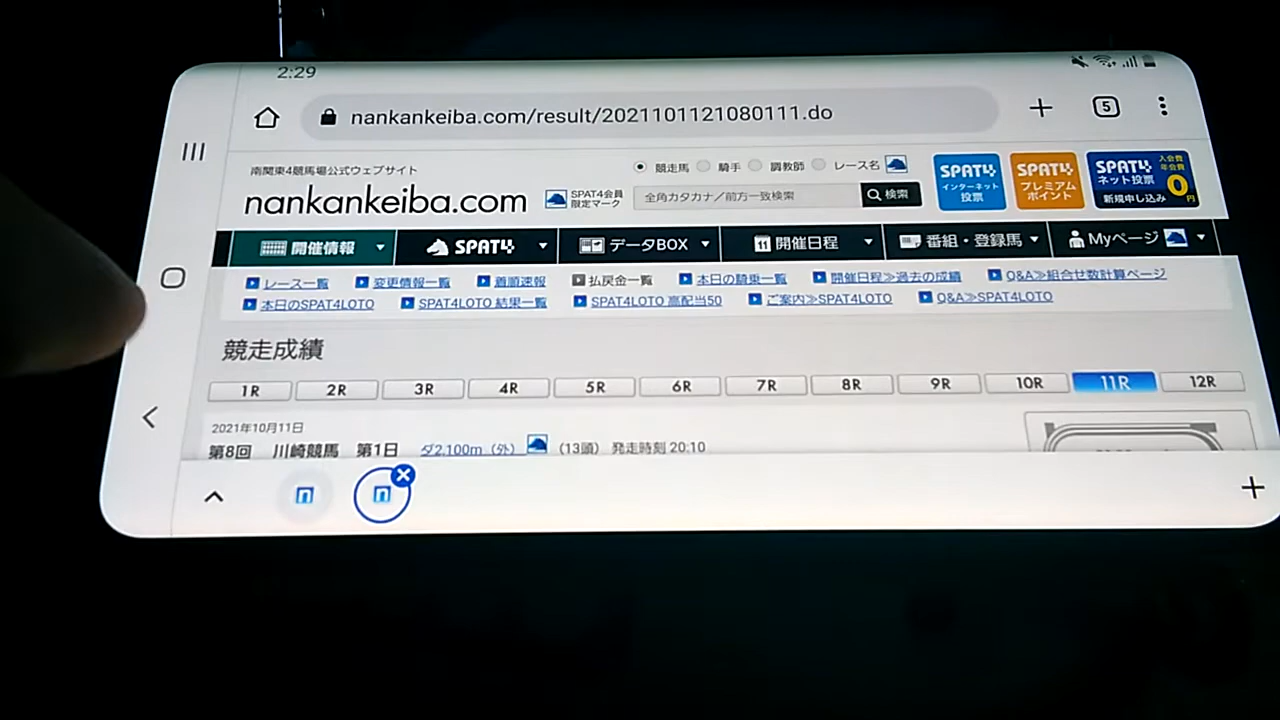 2:29
nankankeiba.com/result/2021101121080111.do
5
南関東4競馬場公式ウェブサイト
nankankeiba.com
SPAT4会員
限定マーク
競走馬 騎手 調教師 レース名
全角カタカナ/前方一致検索
検索
SPAT4
インターネット
投票
SPAT4
プレミアム
ポイント
SPAT4
ネット投票
新規申し込み
入会費
年会費
0円
開催情報 SPAT4 データBOX 開催日程 番組・登録馬 Myページ
レース一覧 変更情報一覧 着順速報 払戻金一覧 本日の騎乗一覧 開催日程≫過去の成績 Q&A≫組合せ数計算ページ
本日のSPAT4LOTO SPAT4LOTO 結果一覧 SPAT4LOTO 高配当50 ご案内≫SPAT4LOTO Q&A≫SPAT4LOTO
競走成績
1R 2R 3R 4R 5R 6R 7R 8R 9R 10R 11R 12R
2021年10月11日
第8回 川崎競馬 第1日 ダ2,100m（外） （13頭） 発走時刻 20:10